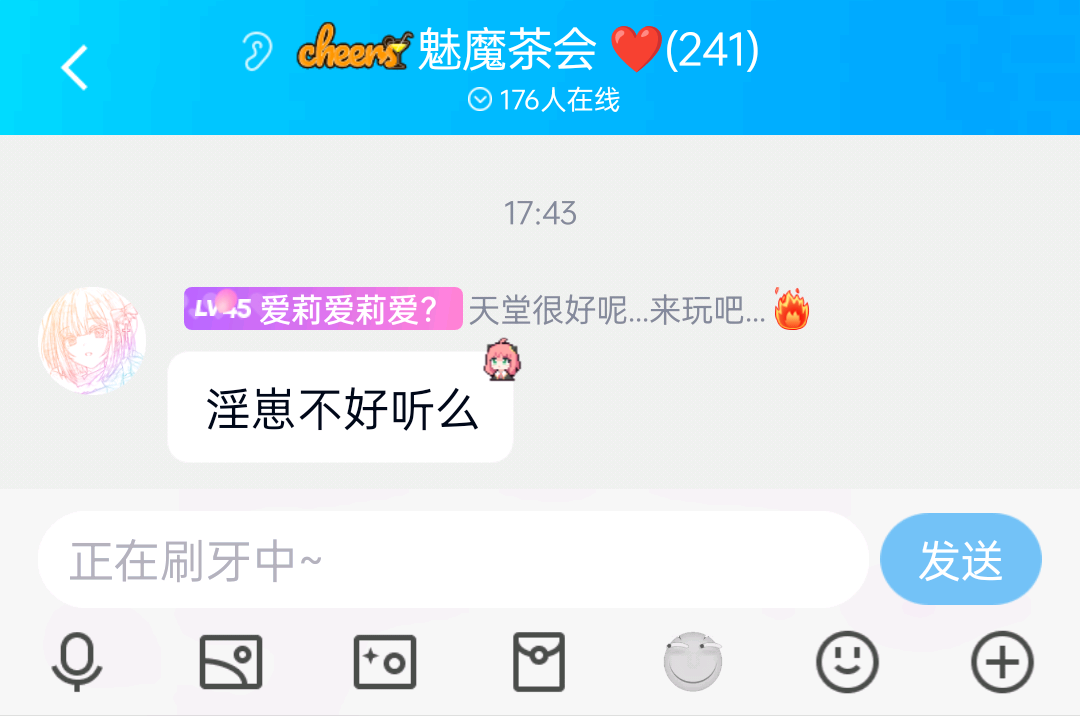 cheers 魅魔茶会 ❤️(241)
176人在线
17:43
LV45 爱莉爱莉爱? 天堂很好呢...来玩吧...🔥
淫崽不好听么
正在刷牙中~
发送